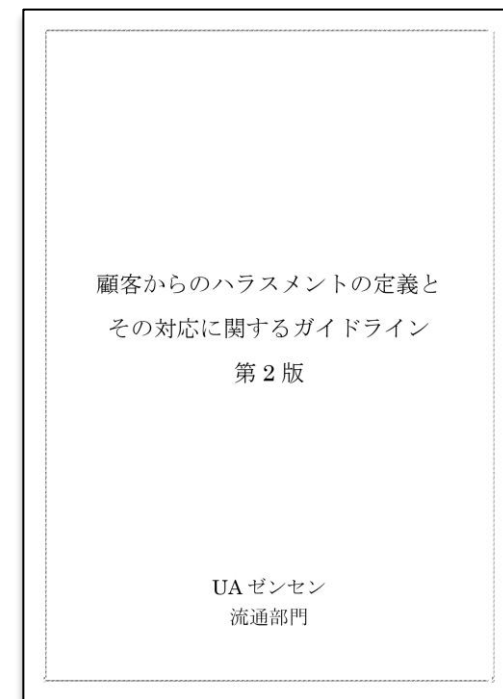 顧客からのハラスメントの定義と
その対応に関するガイドライン
第 2 版
UA ゼンセン
流通部門